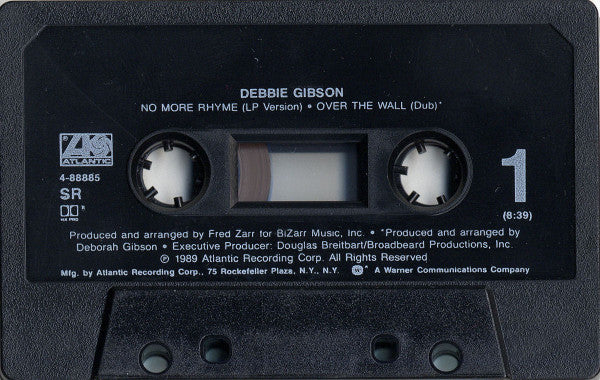 DEBBIE GIBSON
NO MORE RHYME (LP Version) • OVER THE WALL (Dub)*
ATLANTIC
4-88885
SR
1
(8:39)
Produced and arranged by Fred Zarr for BiZarr Music, Inc. • *Produced and arranged by
Deborah Gibson • Executive Producer: Douglas Breitbart/Broadbeard Productions, Inc.
Ⓟ 1989 Atlantic Recording Corp. All Rights Reserved
Mfg. by Atlantic Recording Corp., 75 Rockefeller Plaza, N.Y., N.Y. ® A Warner Communications Company